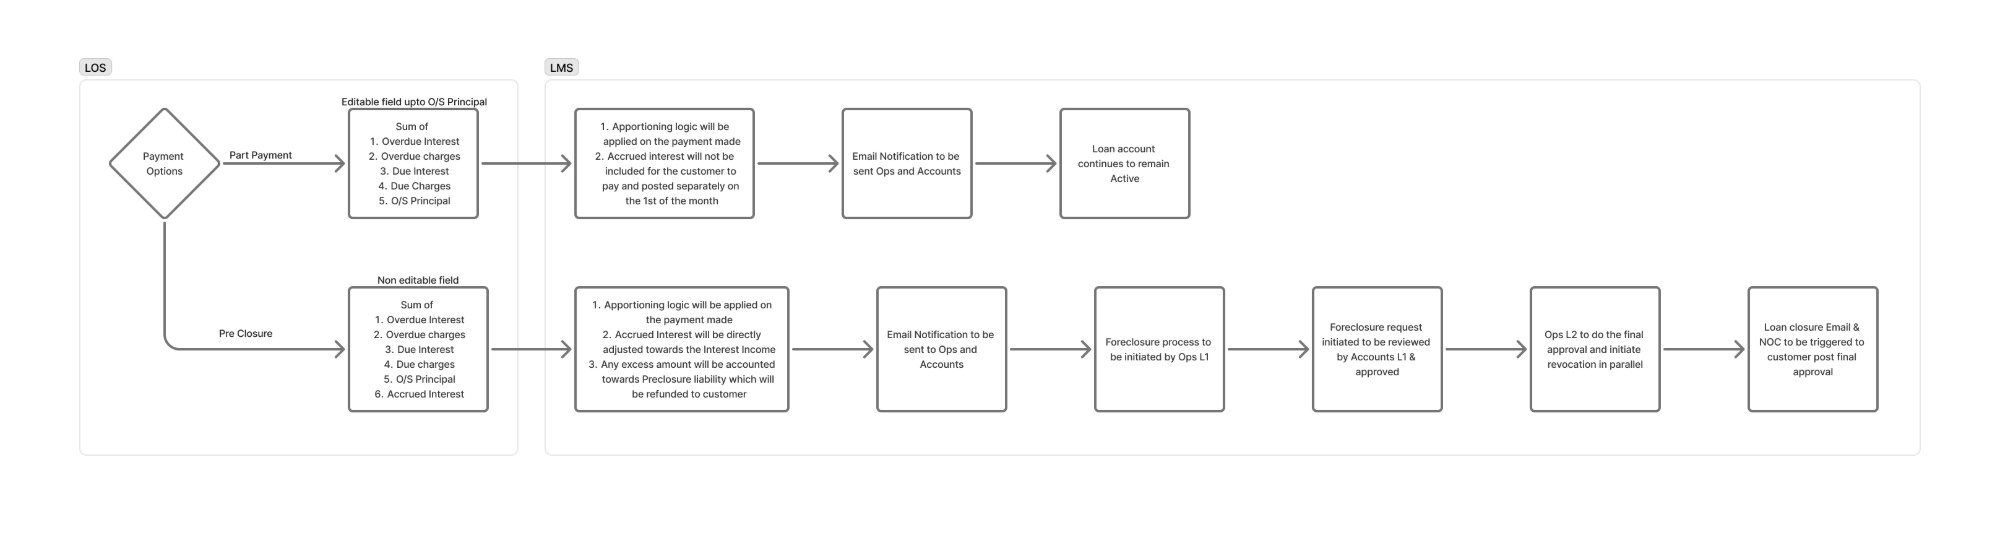 LOS
LMS
Editable field upto O/S Principal
Payment
Options
Part Payment
Sum of
1. Overdue Interest
2. Overdue charges
3. Due Interest
4. Due Charges
5. O/S Principal
1. Apportioning logic will be
applied on the payment made
2. Accrued interest will not be
included for the customer to
pay and posted separately on
the 1st of the month
Email Notification to be
sent Ops and Accounts
Loan account
continues to remain
Active
Pre Closure
Non editable field
Sum of
1. Overdue Interest
2. Overdue charges
3. Due Interest
4. Due charges
5. O/S Principal
6. Accrued Interest
1. Apportioning logic will be applied on
the payment made
2. Accrued Interest will be directly
adjusted towards the Interest Income
3. Any excess amount will be accounted
towards Preclosure liability which will
be refunded to customer
Email Notification to be
sent to Ops and
Accounts
Foreclosure process to
be initiated by Ops L1
Foreclosure request
initiated to be reviewed
by Accounts L1 &
approved
Ops L2 to do the final
approval and initiate
revocation in parallel
Loan closure Email &
NOC to be triggered to
customer post final
approval